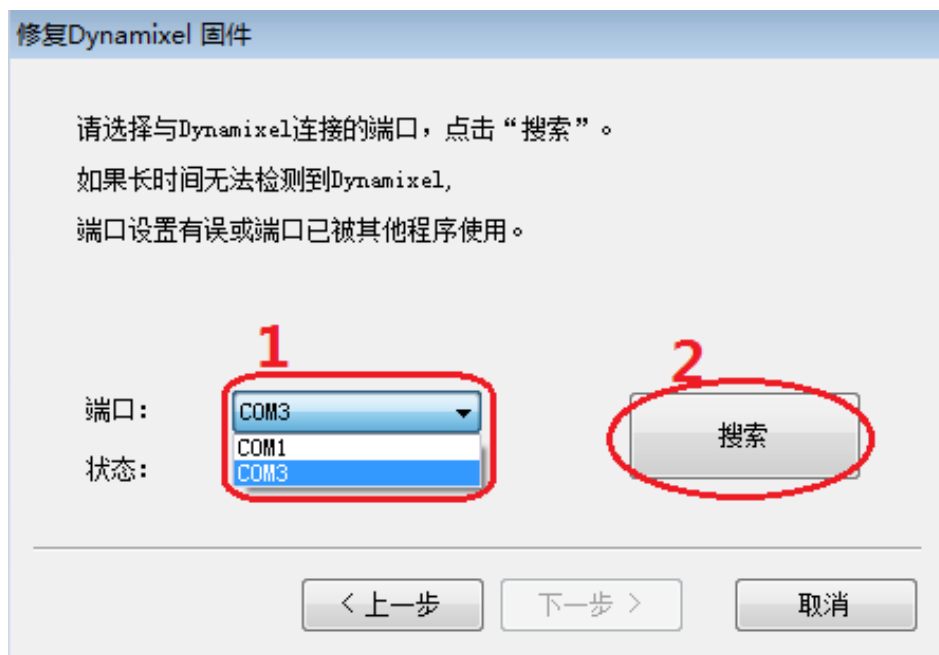 修复Dynamixel 固件
请选择与Dynamixel连接的端口，点击“搜索”。
如果长时间无法检测到Dynamixel,
端口设置有误或端口已被其他程序使用。
1
2
端口：
COM3
搜索
COM1
状态：
COM3
< 上一步
下一步 >
取消